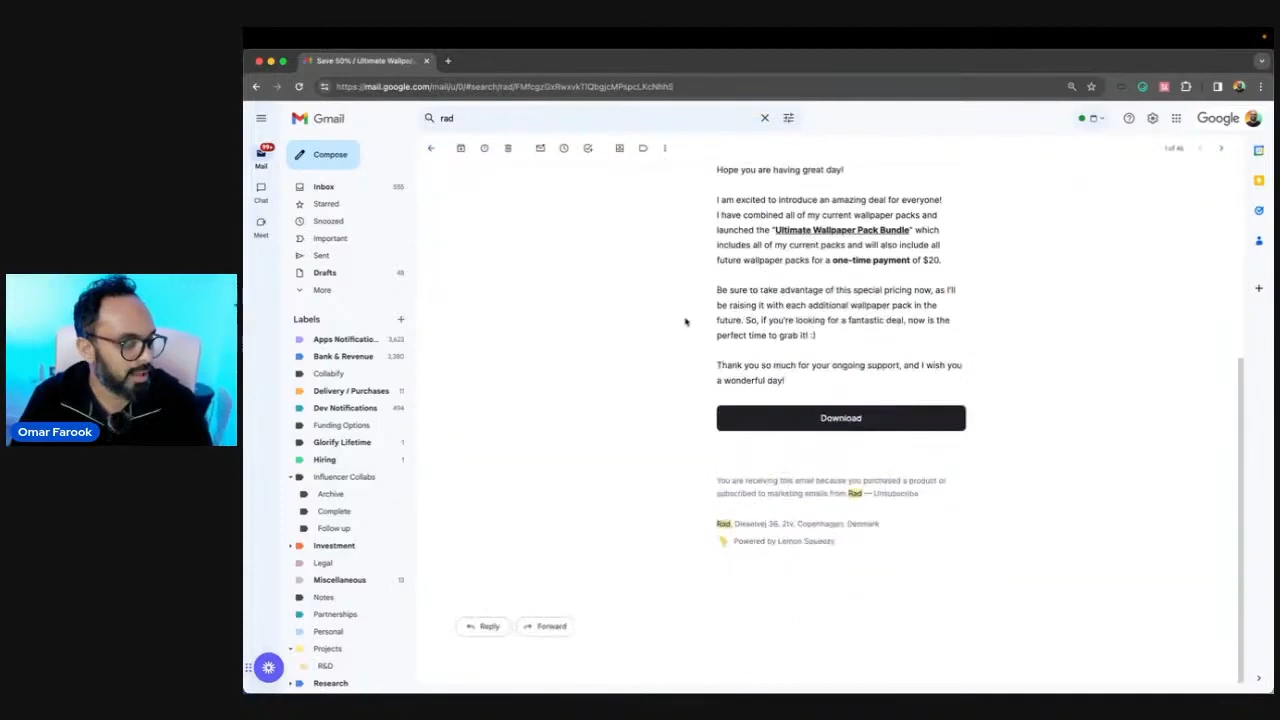 Save 50% / Ultimate Wallpa
https://mail.google.com/mail/u/0/#search/rad/
Gmail
rad
Google
99+
Mail
Chat
Meet
Compose
Inbox 555
Starred
Snoozed
Important
Sent
Drafts 48
More
Labels
Apps Notificatio... 3,623
Bank & Revenue 3,380
Collabify
Delivery / Purchases 11
Dev Notifications 494
Funding Options
Glorify Lifetime 1
Hiring 1
Influencer Collabs
Archive
Complete
Follow up
Investment
Legal
Miscellaneous 13
Notes
Partnerships
Personal
Projects
R&D
Research
1 of 46
Hope you are having great day!
I am excited to introduce an amazing deal for everyone!
I have combined all of my current wallpaper packs and
launched the "Ultimate Wallpaper Pack Bundle" which
includes all of my current packs and will also include all
future wallpaper packs for a one-time payment of $20.
Be sure to take advantage of this special pricing now, as I'll
be raising it with each additional wallpaper pack in the
future. So, if you're looking for a fantastic deal, now is the
perfect time to grab it! :)
Thank you so much for your ongoing support, and I wish you
a wonderful day!
Download
You are receiving this email because you purchased a product or
subscribed to marketing emails from Rad — Unsubscribe
Rad, 36, 2tv, Copenhagen, Denmark
Powered by Lemon Squeezy
Reply
Forward
Omar Farook